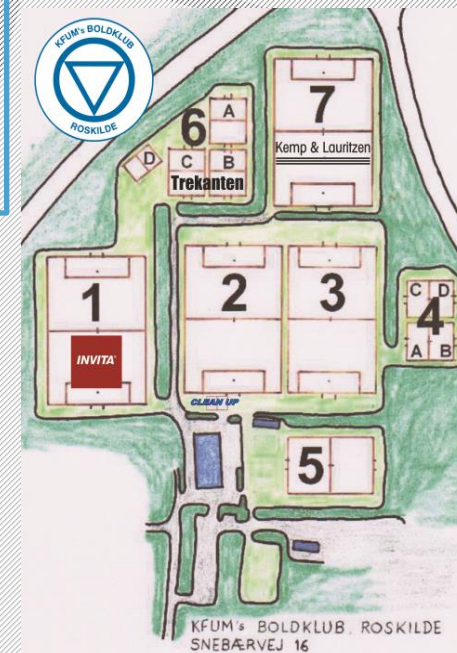 KFUM's BOLDKLUB
ROSKILDE
6
A
7
D
C
B
Trekanten
Kemp & Lauritzen
1
2
3
C D
4
A B
INVITA
CLEAN UP
5
KFUM's BOLDKLUB. ROSKILDE
SNEBÆRVEJ 16